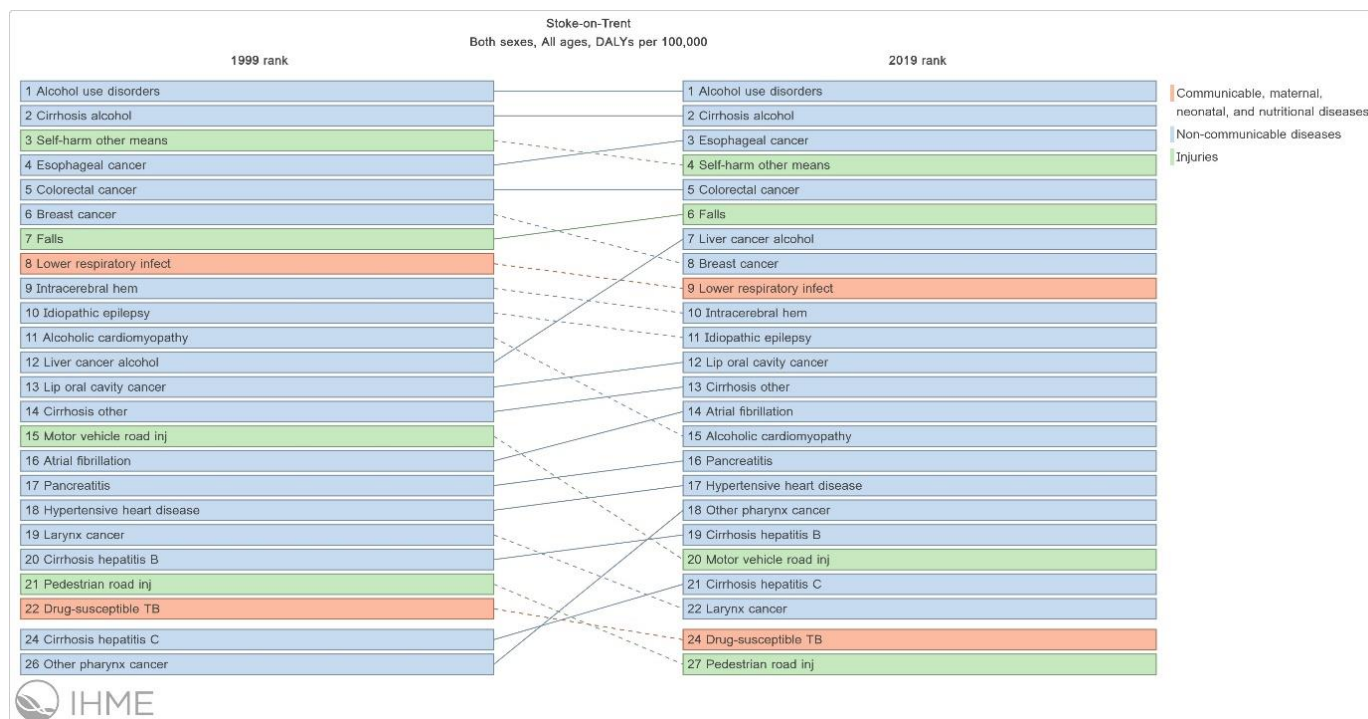 Stoke-on-Trent
Both sexes, All ages, DALYs per 100,000
1999 rank
2019 rank
1 Alcohol use disorders
2 Cirrhosis alcohol
3 Self-harm other means
4 Esophageal cancer
5 Colorectal cancer
6 Breast cancer
7 Falls
8 Lower respiratory infect
9 Intracerebral hem
10 Idiopathic epilepsy
11 Alcoholic cardiomyopathy
12 Liver cancer alcohol
13 Lip oral cavity cancer
14 Cirrhosis other
15 Motor vehicle road inj
16 Atrial fibrillation
17 Pancreatitis
18 Hypertensive heart disease
19 Larynx cancer
20 Cirrhosis hepatitis B
21 Pedestrian road inj
22 Drug-susceptible TB
24 Cirrhosis hepatitis C
26 Other pharynx cancer
1 Alcohol use disorders
2 Cirrhosis alcohol
3 Esophageal cancer
4 Self-harm other means
5 Colorectal cancer
6 Falls
7 Liver cancer alcohol
8 Breast cancer
9 Lower respiratory infect
10 Intracerebral hem
11 Idiopathic epilepsy
12 Lip oral cavity cancer
13 Cirrhosis other
14 Atrial fibrillation
15 Alcoholic cardiomyopathy
16 Pancreatitis
17 Hypertensive heart disease
18 Other pharynx cancer
19 Cirrhosis hepatitis B
20 Motor vehicle road inj
21 Cirrhosis hepatitis C
22 Larynx cancer
24 Drug-susceptible TB
27 Pedestrian road inj
Communicable, maternal,
neonatal, and nutritional diseases
Non-communicable diseases
Injuries
IHME